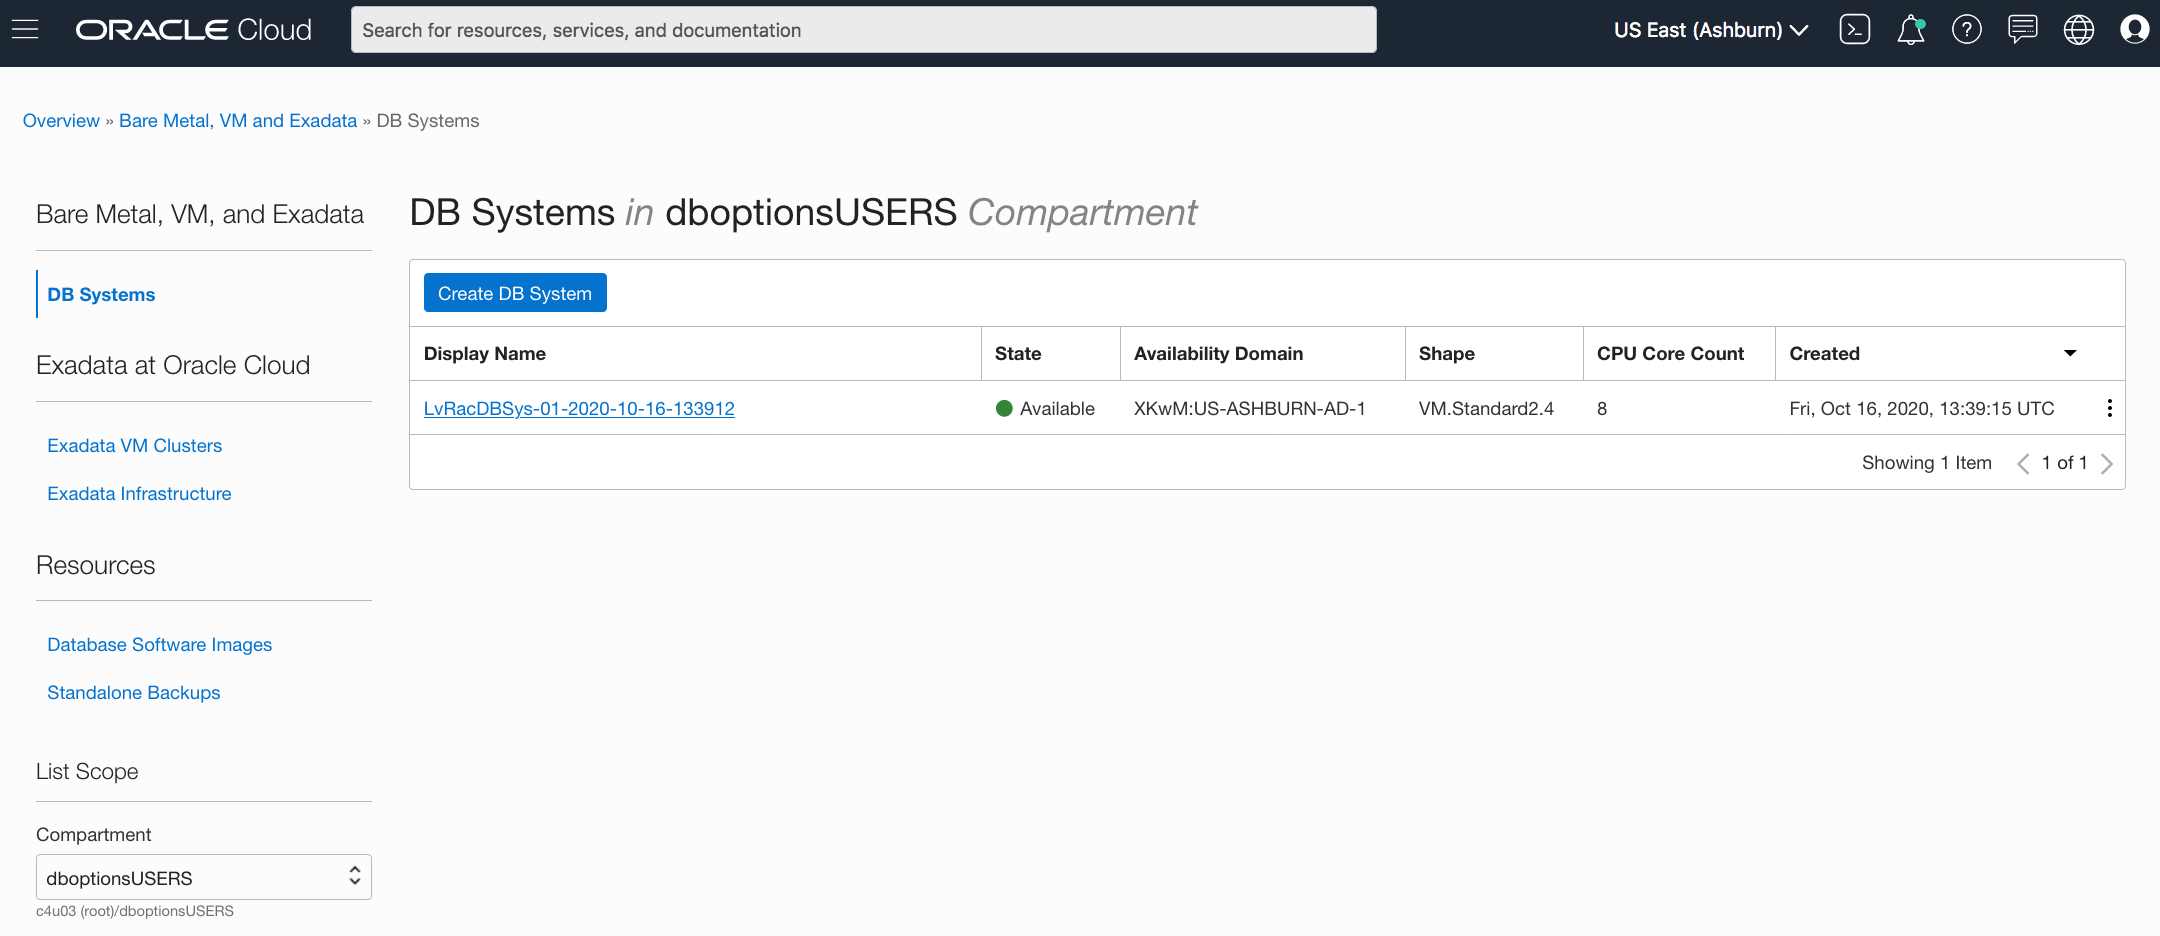 ORACLE Cloud
Search for resources, services, and documentation
US East (Ashburn)
Overview » Bare Metal, VM and Exadata » DB Systems
Bare Metal, VM, and Exadata
DB Systems
Exadata at Oracle Cloud
Exadata VM Clusters
Exadata Infrastructure
Resources
Database Software Images
Standalone Backups
List Scope
Compartment
dboptionsUSERS
c4u03 (root)/dboptionsUSERS
DB Systems in dboptionsUSERS Compartment
Create DB System
Display Name State Availability Domain Shape CPU Core Count Created
LvRacDBSys-01-2020-10-16-133912 Available XKwM:US-ASHBURN-AD-1 VM.Standard2.4 8 Fri, Oct 16, 2020, 13:39:15 UTC
Showing 1 Item 1 of 1